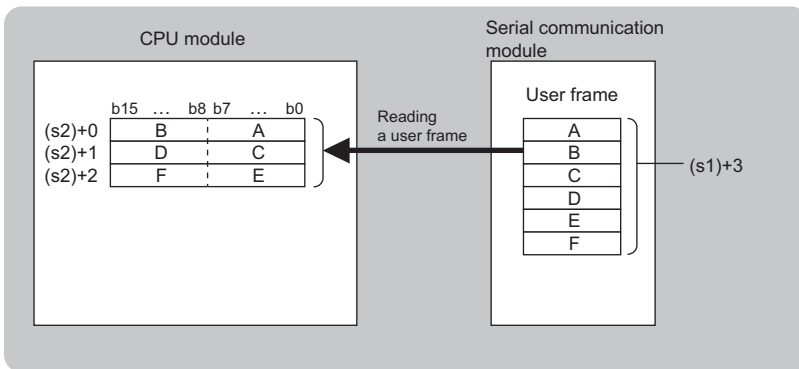 CPU module
Serial communication
module
User frame
b15 ... b8 b7 ... b0
(s2)+0 B A
(s2)+1 D C
(s2)+2 F E
Reading
a user frame
A
B
C
D
E
F
(s1)+3